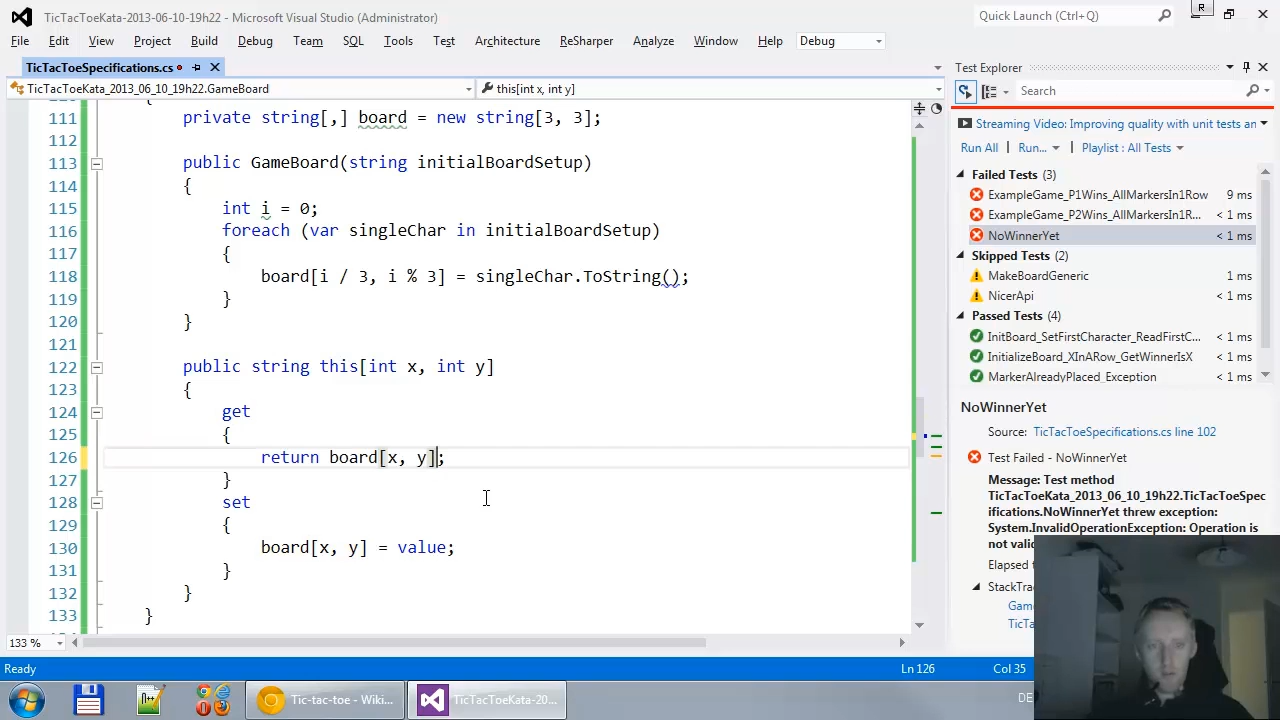 TicTacToeKata-2013-06-10-19h22 - Microsoft Visual Studio (Administrator)
Quick Launch (Ctrl+Q)
R
File Edit View Project Build Debug Team SQL Tools Test Architecture ReSharper Analyze Window Help Debug
TicTacToeSpecifications.cs
TicTacToeKata_2013_06_10_19h22.GameBoard
this[int x, int y]
111 private string[,] board = new string[3, 3];
112
113 public GameBoard(string initialBoardSetup)
114 {
115 int i = 0;
116 foreach (var singleChar in initialBoardSetup)
117 {
118 board[i / 3, i % 3] = singleChar.ToString();
119 }
120 }
121
122 public string this[int x, int y]
123 {
124 get
125 {
126 return board[x, y];
127 }
128 set
129 {
130 board[x, y] = value;
131 }
132 }
133 }
133 %
Test Explorer
Search
Streaming Video: Improving quality with unit tests an
Run All Run... Playlist : All Tests
Failed Tests (3)
ExampleGame_P1Wins_AllMarkersIn1Row 9 ms
ExampleGame_P2Wins_AllMarkersIn1R... < 1 ms
NoWinnerYet < 1 ms
Skipped Tests (2)
MakeBoardGeneric < 1 ms
NicerApi < 1 ms
Passed Tests (4)
InitBoard_SetFirstCharacter_ReadFirstC... < 1 ms
InitializeBoard_XInARow_GetWinnerIsX < 1 ms
MarkerAlreadyPlaced_Exception < 1 ms
NoWinnerYet
Source: TicTacToeSpecifications.cs line 102
Test Failed - NoWinnerYet
Message: Test method
TicTacToeKata_2013_06_10_19h22.TicTacToeSpec
ifications.NoWinnerYet threw exception:
System.InvalidOperationException: Operation is
not vali
Elapsed t
StackTra
Gam
TicTa
Ready
Ln 126
Col 35
Tic-tac-toe - Wiki...
TicTacToeKata-20...
DE